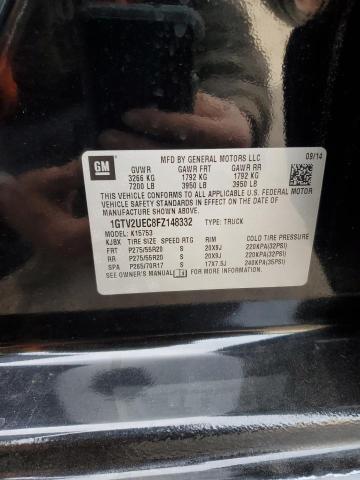 GM
MFD BY GENERAL MOTORS LLC 09/14
GVWR GAWR FRT GAWR RR
3266 KG 1792 KG 1792 KG
7200 LB 3950 LB 3950 LB
THIS VEHICLE CONFORMS TO ALL APPLICABLE U.S. FEDERAL MOTOR
VEHICLE SAFETY STANDARDS IN EFFECT ON THE DATE OF
MANUFACTURE SHOWN ABOVE.
1GTV2UEC8FZ148332 TYPE: TRUCK
MODEL: K15753
KJBX TIRE SIZE SPEED RTG RIM COLD TIRE PRESSURE
FRT P275/55R20 S 20X9J 220KPA(32PSI)
RR P275/55R20 S 20X9J 220KPA(32PSI)
SPA P265/70R17 S 17X7.5J 240KPA(35PSI)
SEE OWNER'S MANUAL FOR MORE INFORMATION.